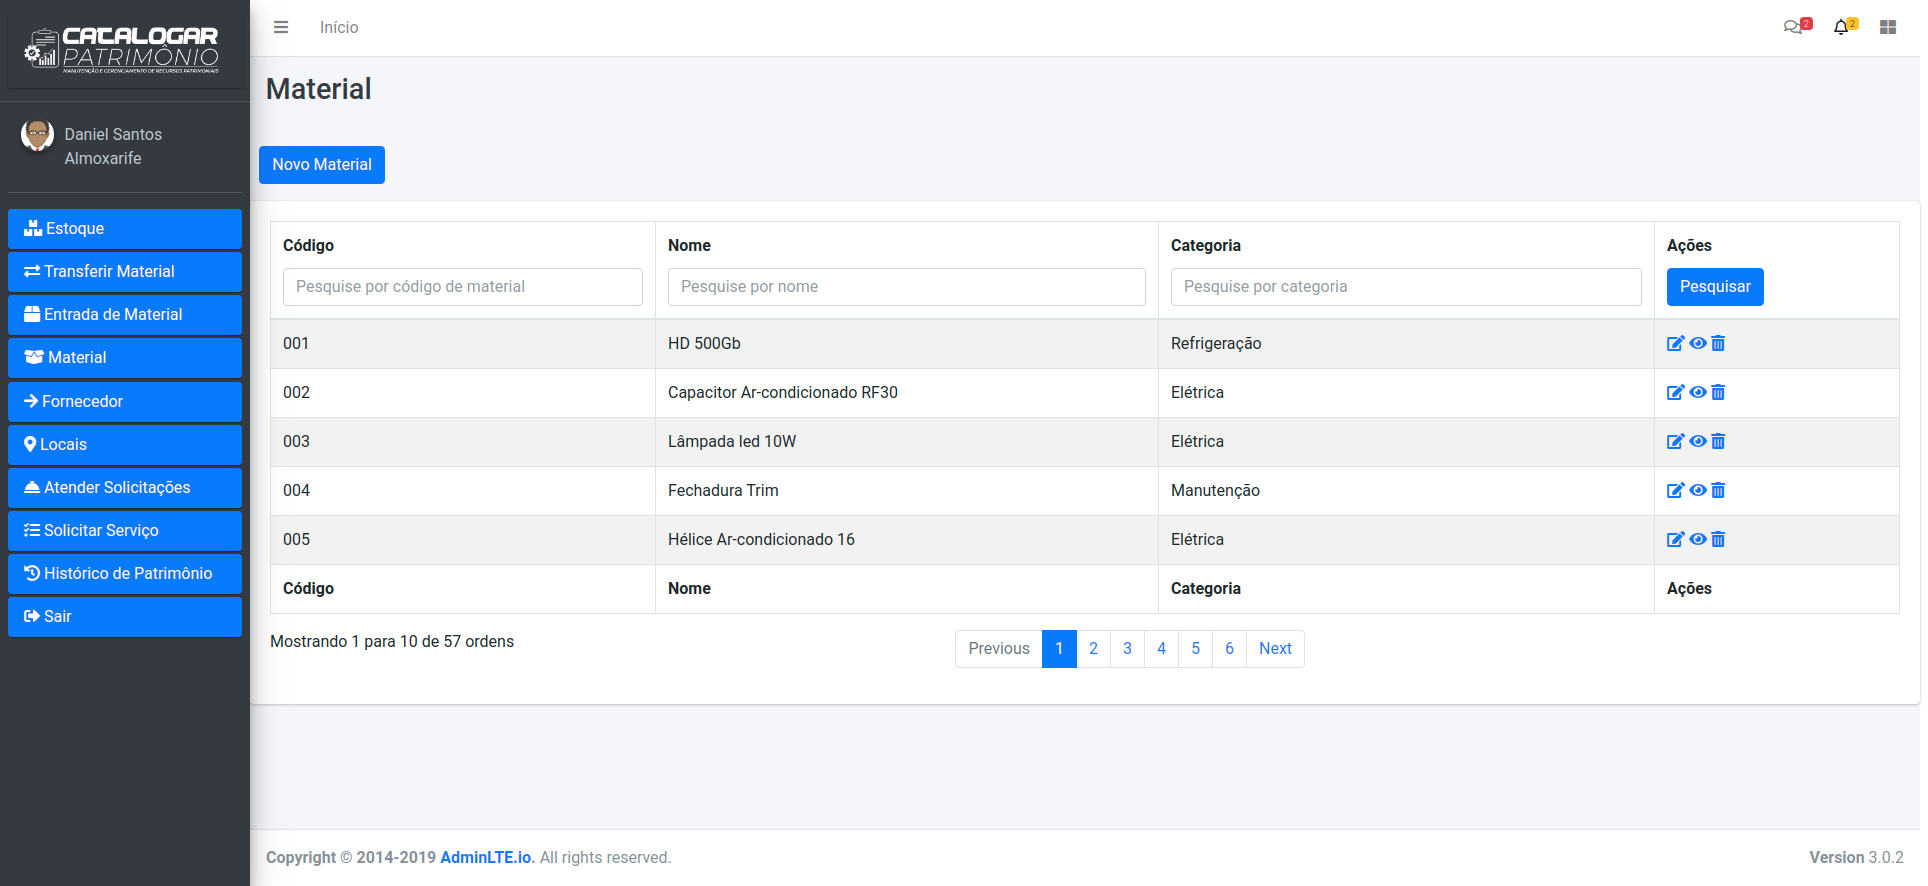 CATALOGAR
PATRIMÔNIO
MANUTENÇÃO E GERENCIAMENTO DE RECURSOS PATRIMONIAIS
Início
2
2
Daniel Santos
Almoxarife
Estoque
Transferir Material
Entrada de Material
Material
Fornecedor
Locais
Atender Solicitações
Solicitar Serviço
Histórico de Patrimônio
Sair
Material
Novo Material
Código Nome Categoria Ações
Pesquise por código de material Pesquise por nome Pesquise por categoria Pesquisar
001 HD 500Gb Refrigeração
002 Capacitor Ar-condicionado RF30 Elétrica
003 Lâmpada led 10W Elétrica
004 Fechadura Trim Manutenção
005 Hélice Ar-condicionado 16 Elétrica
Código Nome Categoria Ações
Mostrando 1 para 10 de 57 ordens
Previous 1 2 3 4 5 6 Next
Copyright © 2014-2019 AdminLTE.io. All rights reserved.
Version 3.0.2